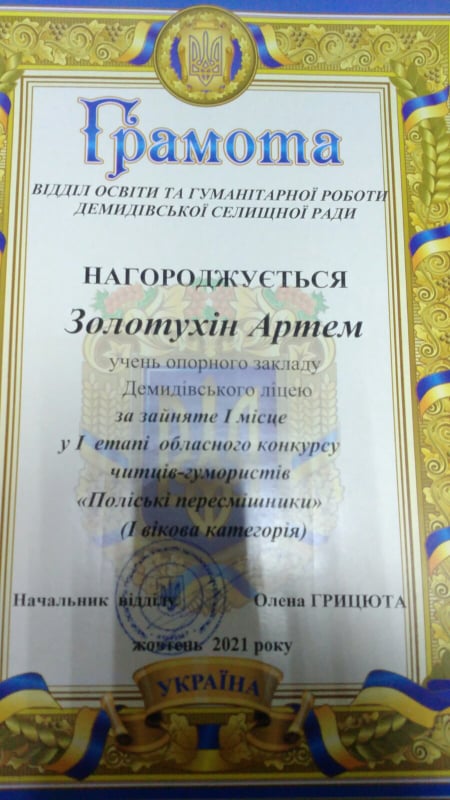 Грамота
ВІДДІЛ ОСВІТИ ТА ГУМАНІТАРНОЇ РОБОТИ
ДЕМИДІВСЬКОЇ СЕЛИЩНОЇ РАДИ
НАГОРОДЖУЄТЬСЯ
Золотухін Артем
учень опорного закладу
Демидівського ліцею
за зайняте І місце
у І етапі обласного конкурсу
читців-гумористів
«Поліські пересмішники»
(І вікова категорія)
Начальник відділу Олена ГРИЦЮТА
жовтень 2021 року
УКРАЇНА